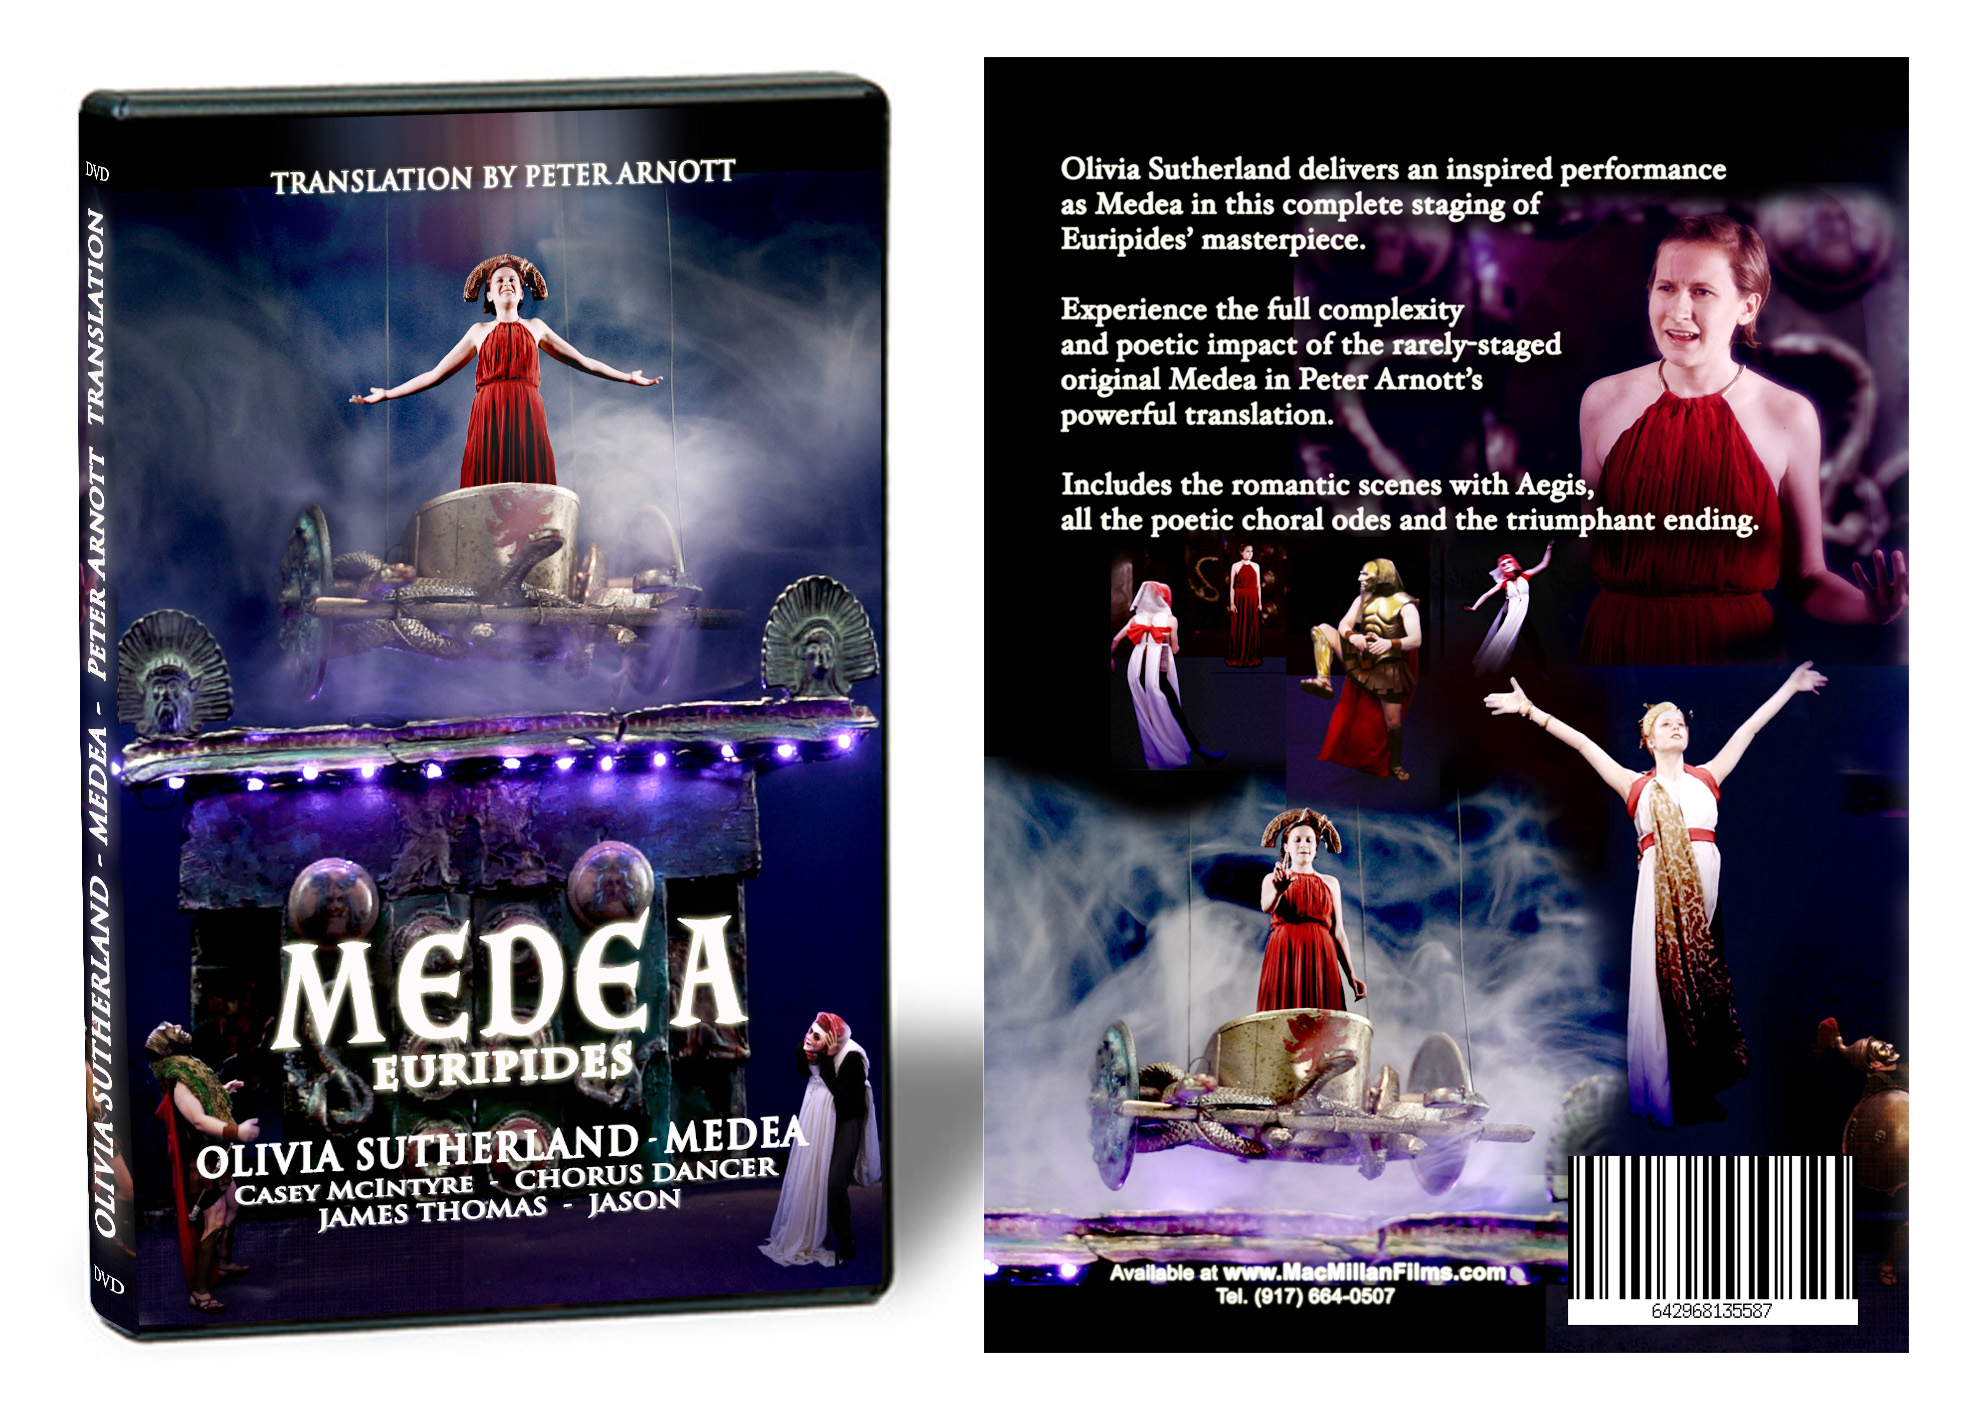 DVD
OLIVIA SUTHERLAND - MEDEA - PETER ARNOTT TRANSLATION
DVD
TRANSLATION BY PETER ARNOTT
MEDEA
EURIPIDES
OLIVIA SUTHERLAND - MEDEA
CASEY MCINTYRE - CHORUS DANCER
JAMES THOMAS - JASON
Olivia Sutherland delivers an inspired performance
as Medea in this complete staging of
Euripides' masterpiece.
Experience the full complexity
and poetic impact of the rarely-staged
original Medea in Peter Arnott's
powerful translation.
Includes the romantic scenes with Aegis,
all the poetic choral odes and the triumphant ending.
Available at www.MacMillanFilms.com
Tel. (917) 664-0507
642968135587